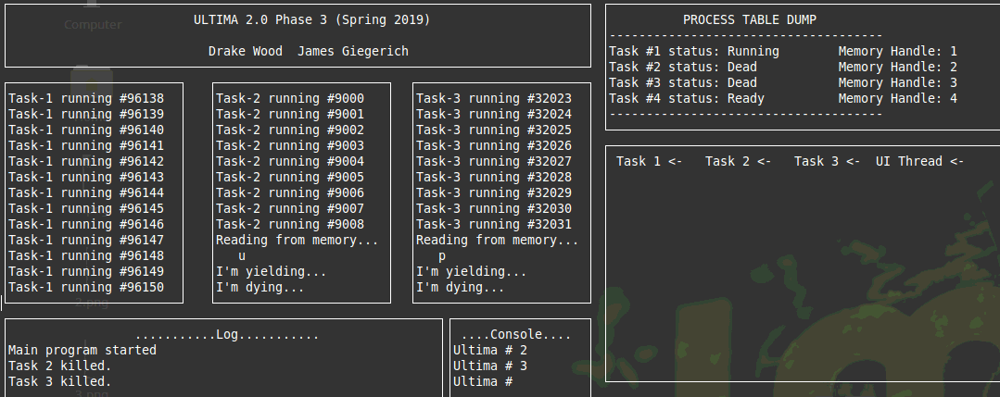 Computer
ULTIMA 2.0 Phase 3 (Spring 2019)
Drake Wood  James Giegerich
Task-1 running #96138
Task-1 running #96139
Task-1 running #96140
Task-1 running #96141
Task-1 running #96142
Task-1 running #96143
Task-1 running #96144
Task-1 running #96145
Task-1 running #96146
Task-1 running #96147
Task-1 running #96148
Task-1 running #96149
Task-1 running #96150
2.png
Task-2 running #9000
Task-2 running #9001
Task-2 running #9002
Task-2 running #9003
Task-2 running #9004
Task-2 running #9005
Task-2 running #9006
Task-2 running #9007
Task-2 running #9008
Reading from memory...
u
I'm yielding...
I'm dying...
Task-3 running #32023
Task-3 running #32024
Task-3 running #32025
Task-3 running #32026
Task-3 running #32027
Task-3 running #32028
Task-3 running #32029
Task-3 running #32030
Task-3 running #32031
Reading from memory...
p
I'm yielding...
I'm dying...
...........Log...........
Main program started
Task 2 killed.
Task 3 killed.
3.png
....Console....
Ultima # 2
Ultima # 3
Ultima #
PROCESS TABLE DUMP
-------------------------------------
Task #1 status: Running        Memory Handle: 1
Task #2 status: Dead           Memory Handle: 2
Task #3 status: Dead           Memory Handle: 3
Task #4 status: Ready          Memory Handle: 4
-------------------------------------
Task 1 <-   Task 2 <-   Task 3 <-  UI Thread <-